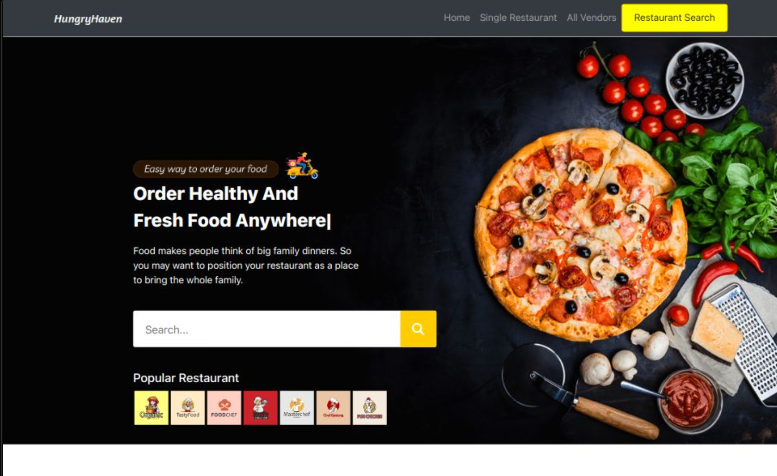 HungryHaven
Home Single Restaurant All Vendors Restaurant Search
Easy way to order your food
Order Healthy And
Fresh Food Anywhere|
Food makes people think of big family dinners. So
you may want to position your restaurant as a place
to bring the whole family.
Search...
Popular Restaurant
Organic TastyFood FOODCHEF Masterchef